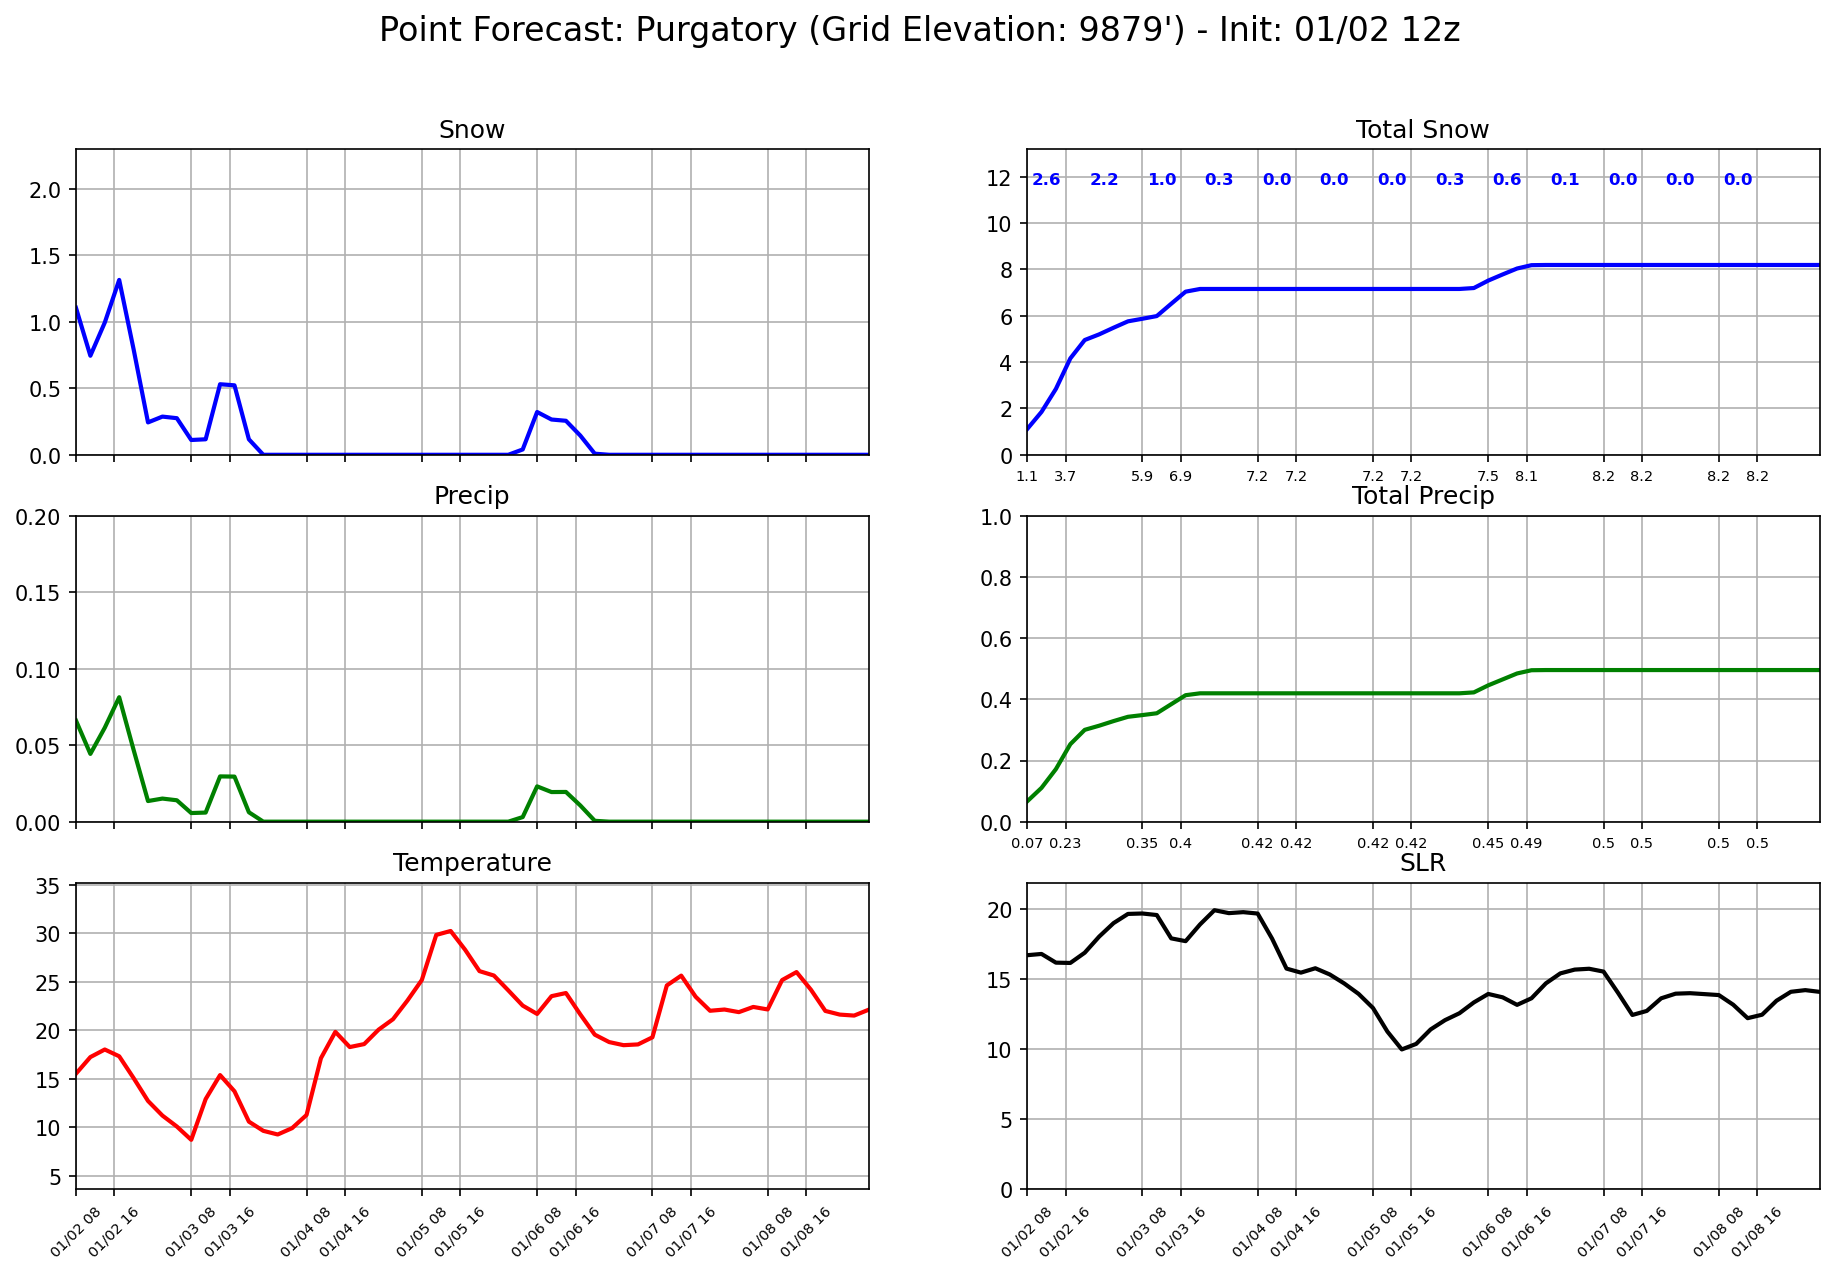 Point Forecast: Purgatory (Grid Elevation: 9879') - Init: 01/02 12z
Snow
2.0
1.5
1.0
0.5
0.0
Total Snow
12
10
8
6
4
2
0
2.6 2.2 1.0 0.3 0.0 0.0 0.0 0.3 0.6 0.1 0.0 0.0 0.0
1.1 3.7 5.9 6.9 7.2 7.2 7.2 7.2 7.5 8.1 8.2 8.2 8.2 8.2
Precip
0.20
0.15
0.10
0.05
0.00
Total Precip
1.0
0.8
0.6
0.4
0.2
0.0
0.07 0.23 0.35 0.4 0.42 0.42 0.42 0.42 0.45 0.49 0.5 0.5 0.5 0.5
Temperature
35
30
25
20
15
10
5
01/02 08 01/02 16 01/03 08 01/03 16 01/04 08 01/04 16 01/05 08 01/05 16 01/06 08 01/06 16 01/07 08 01/07 16 01/08 08 01/08 16
SLR
20
15
10
5
0
01/02 08 01/02 16 01/03 08 01/03 16 01/04 08 01/04 16 01/05 08 01/05 16 01/06 08 01/06 16 01/07 08 01/07 16 01/08 08 01/08 16